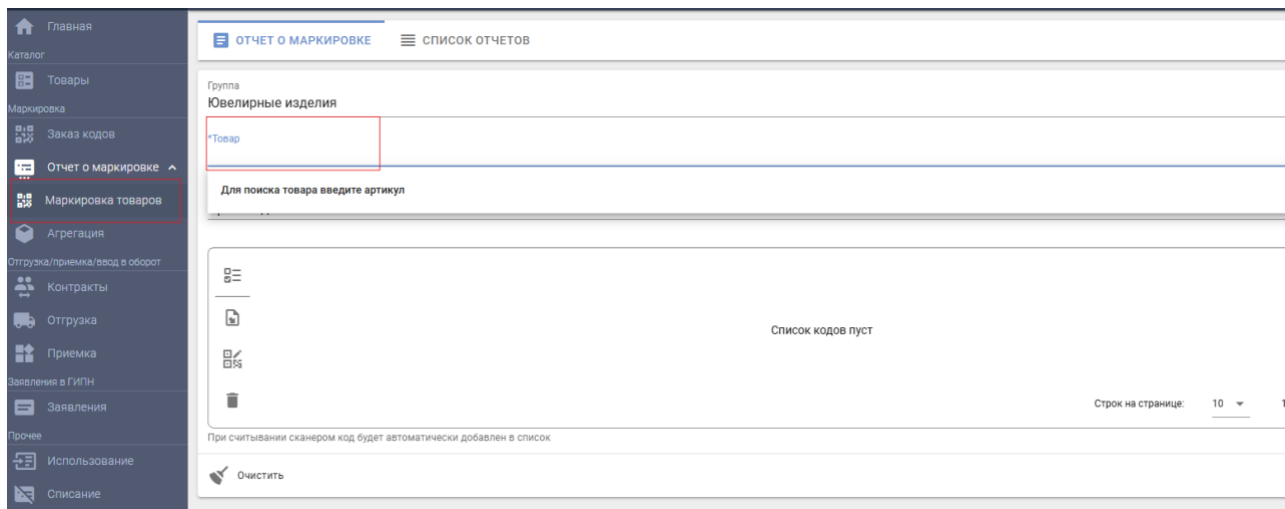 Главная
Каталог
Товары
Маркировка
Заказ кодов
Отчет о маркировке
Маркировка товаров
Агрегация
Отгрузка/приемка/ввод в оборот
Контракты
Отгрузка
Приемка
Заявления в ГИПН
Заявления
Прочее
Использование
Списание
ОТЧЕТ О МАРКИРОВКЕ СПИСОК ОТЧЕТОВ
Группа
Ювелирные изделия
*Товар
Для поиска товара введите артикул
Список кодов пуст
Строк на странице: 10 1
При считывании сканером код будет автоматически добавлен в список
Очистить